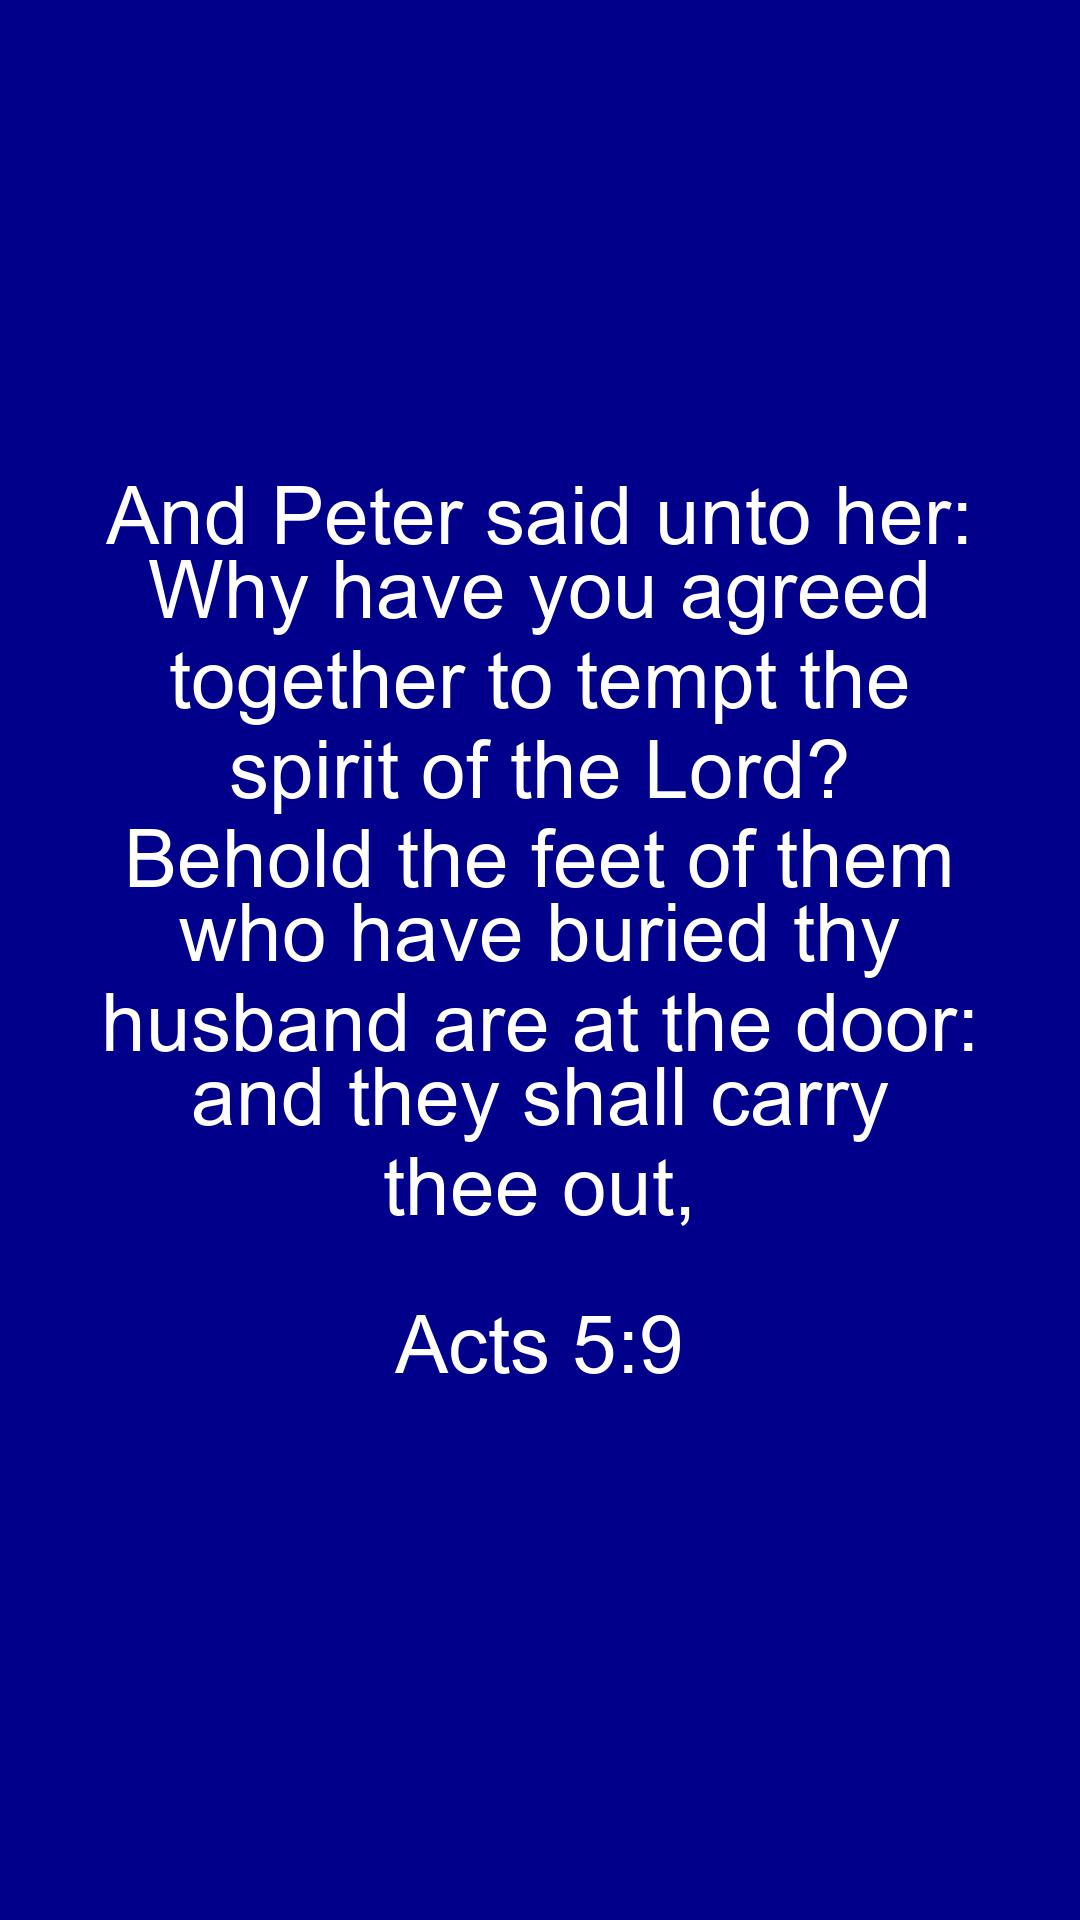 And Peter said unto her:
Why have you agreed
together to tempt the
spirit of the Lord?
Behold the feet of them
who have buried thy
husband are at the door:
and they shall carry
thee out,
Acts 5:9